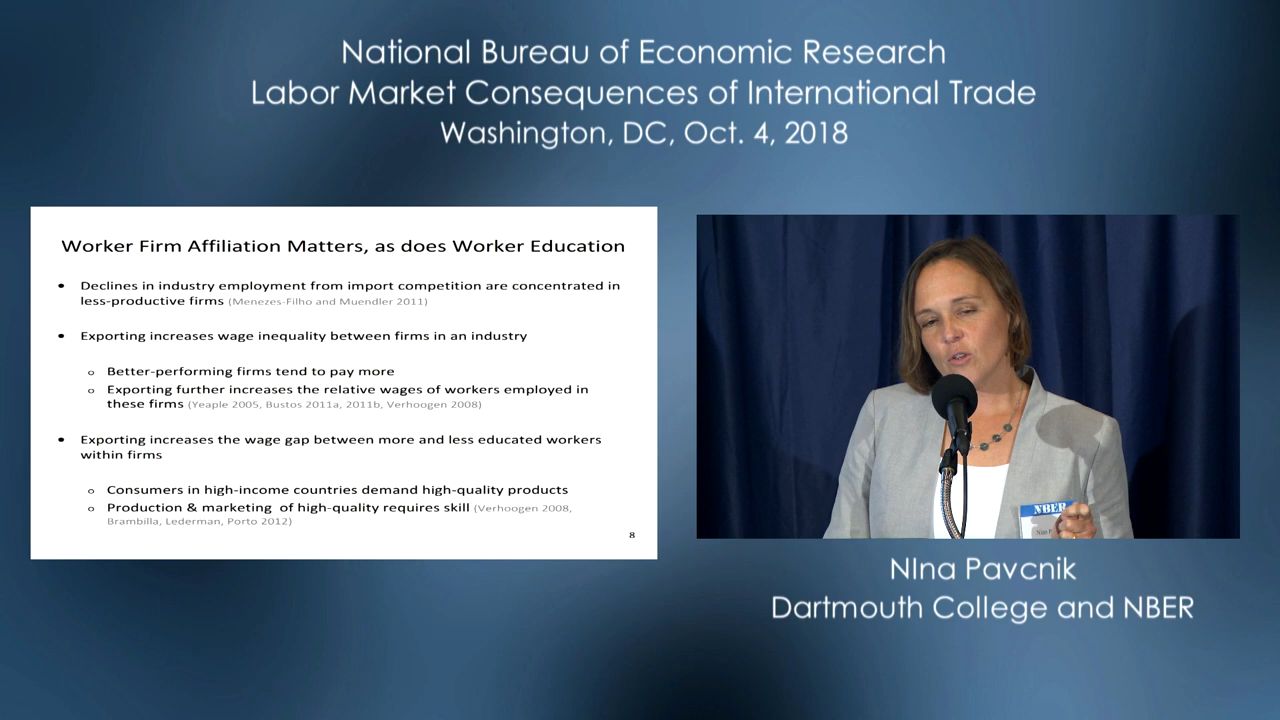 National Bureau of Economic Research
Labor Market Consequences of International Trade
Washington, DC, Oct. 4, 2018
Worker Firm Affiliation Matters, as does Worker Education
• Declines in industry employment from import competition are concentrated in
less-productive firms (Menezes-Filho and Muendler 2011)
• Exporting increases wage inequality between firms in an industry
o Better-performing firms tend to pay more
o Exporting further increases the relative wages of workers employed in
these firms (Yeaple 2005, Bustos 2011a, 2011b, Verhoogen 2008)
• Exporting increases the wage gap between more and less educated workers
within firms
o Consumers in high-income countries demand high-quality products
o Production & marketing of high-quality requires skill (Verhoogen 2008,
Brambilla, Lederman, Porto 2012)
8
NBER
NIna Pavcnik
Dartmouth College and NBER